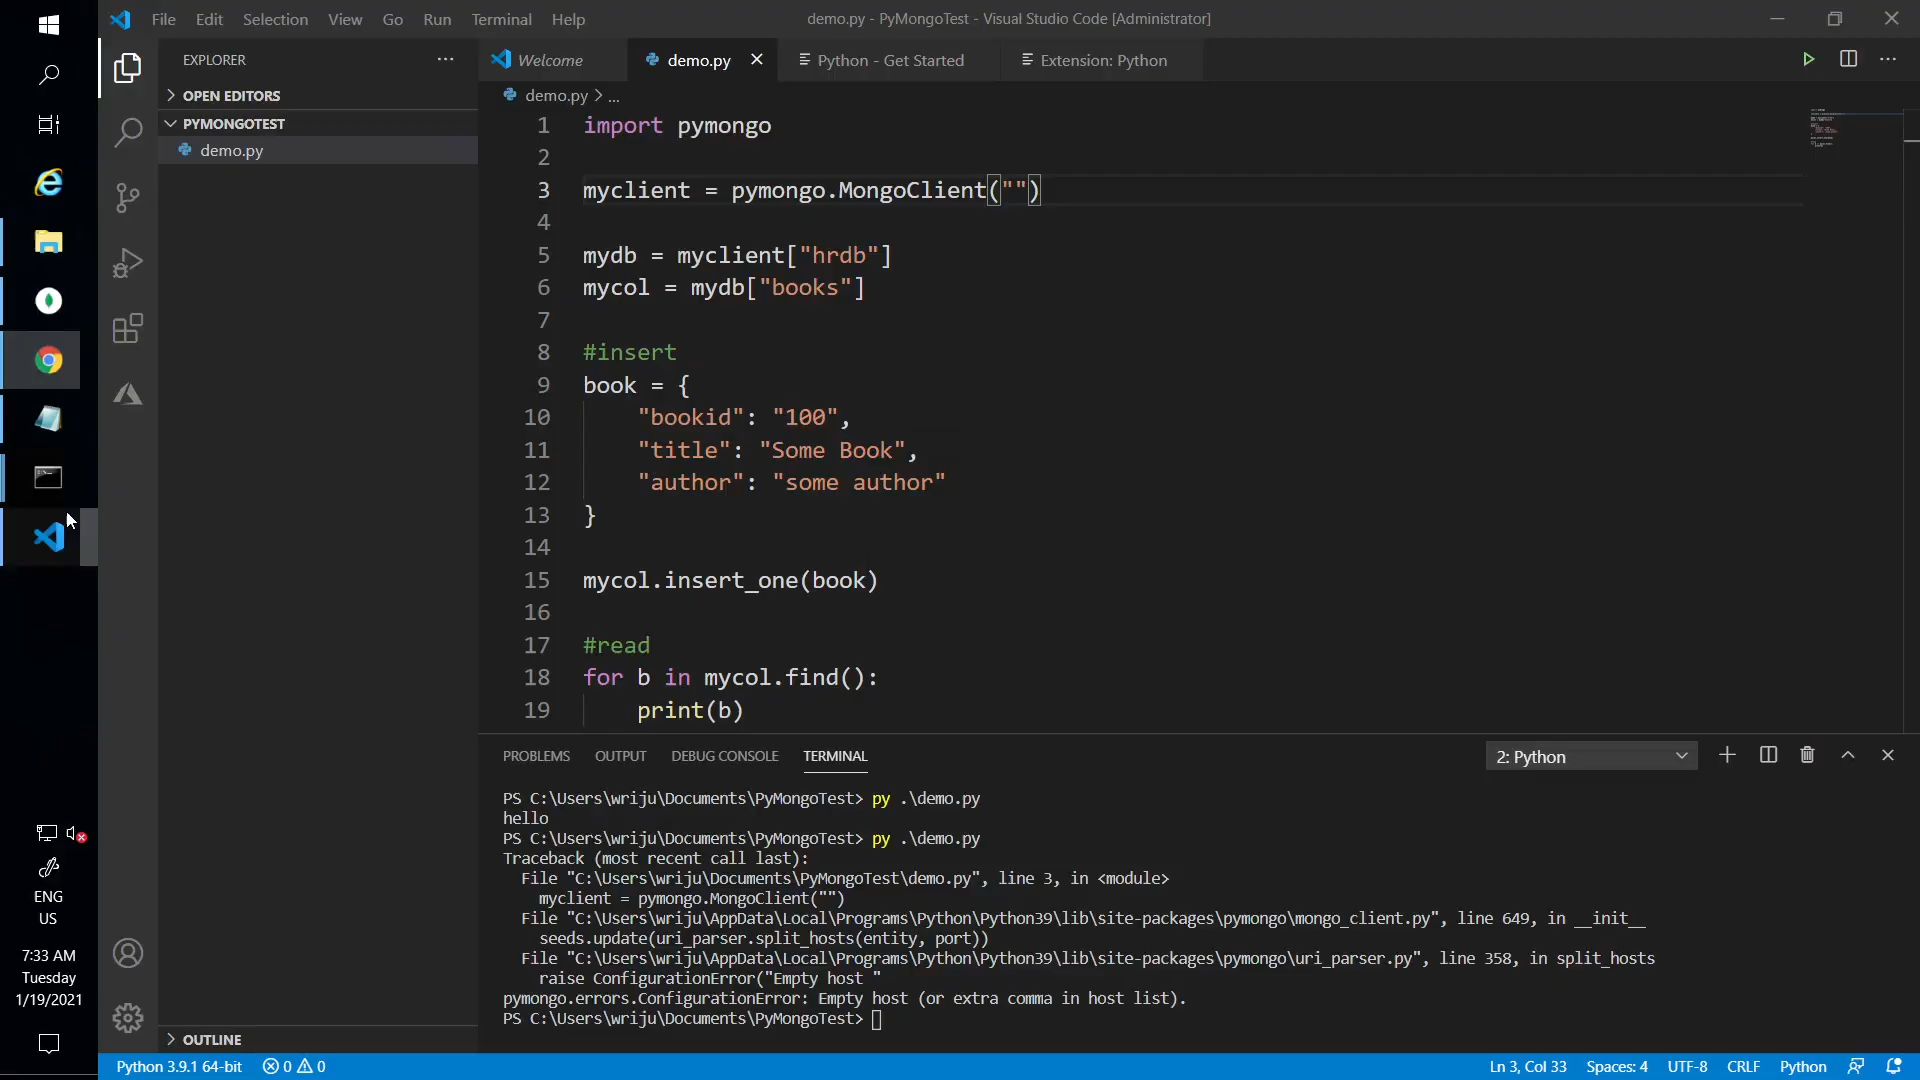 File Edit Selection View Go Run Terminal Help
demo.py - PyMongoTest - Visual Studio Code [Administrator]
EXPLORER
OPEN EDITORS
PYMONGOTEST
demo.py
OUTLINE
Welcome
demo.py
Python - Get Started
Extension: Python
demo.py > ...
1 import pymongo
2
3 myclient = pymongo.MongoClient("")
4
5 mydb = myclient["hrdb"]
6 mycol = mydb["books"]
7
8 #insert
9 book = {
10 "bookid": "100",
11 "title": "Some Book",
12 "author": "some author"
13 }
14
15 mycol.insert_one(book)
16
17 #read
18 for b in mycol.find():
19 print(b)
PROBLEMS OUTPUT DEBUG CONSOLE TERMINAL
2: Python
PS C:\Users\wriju\Documents\PyMongoTest> py .\demo.py
hello
PS C:\Users\wriju\Documents\PyMongoTest> py .\demo.py
Traceback (most recent call last):
File "C:\Users\wriju\Documents\PyMongoTest\demo.py", line 3, in <module>
myclient = pymongo.MongoClient("")
File "C:\Users\wriju\AppData\Local\Programs\Python\Python39\lib\site-packages\pymongo\mongo_client.py", line 649, in __init__
seeds.update(uri_parser.split_hosts(entity, port))
File "C:\Users\wriju\AppData\Local\Programs\Python\Python39\lib\site-packages\pymongo\uri_parser.py", line 358, in split_hosts
raise ConfigurationError("Empty host "
pymongo.errors.ConfigurationError: Empty host (or extra comma in host list).
PS C:\Users\wriju\Documents\PyMongoTest>
ENG
US
7:33 AM
Tuesday
1/19/2021
Python 3.9.1 64-bit
0 0
Ln 3, Col 33
Spaces: 4
UTF-8
CRLF
Python